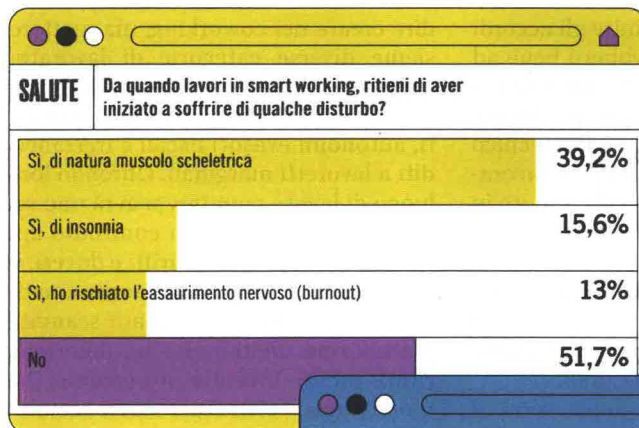 SALUTE
Da quando lavori in smart working, ritieni di aver
iniziato a soffrire di qualche disturbo?
Sì, di natura muscolo scheletrica 39,2%
Sì, di insonnia 15,6%
Sì, ho rischiato l'easaurimento nervoso (burnout) 13%
No 51,7%